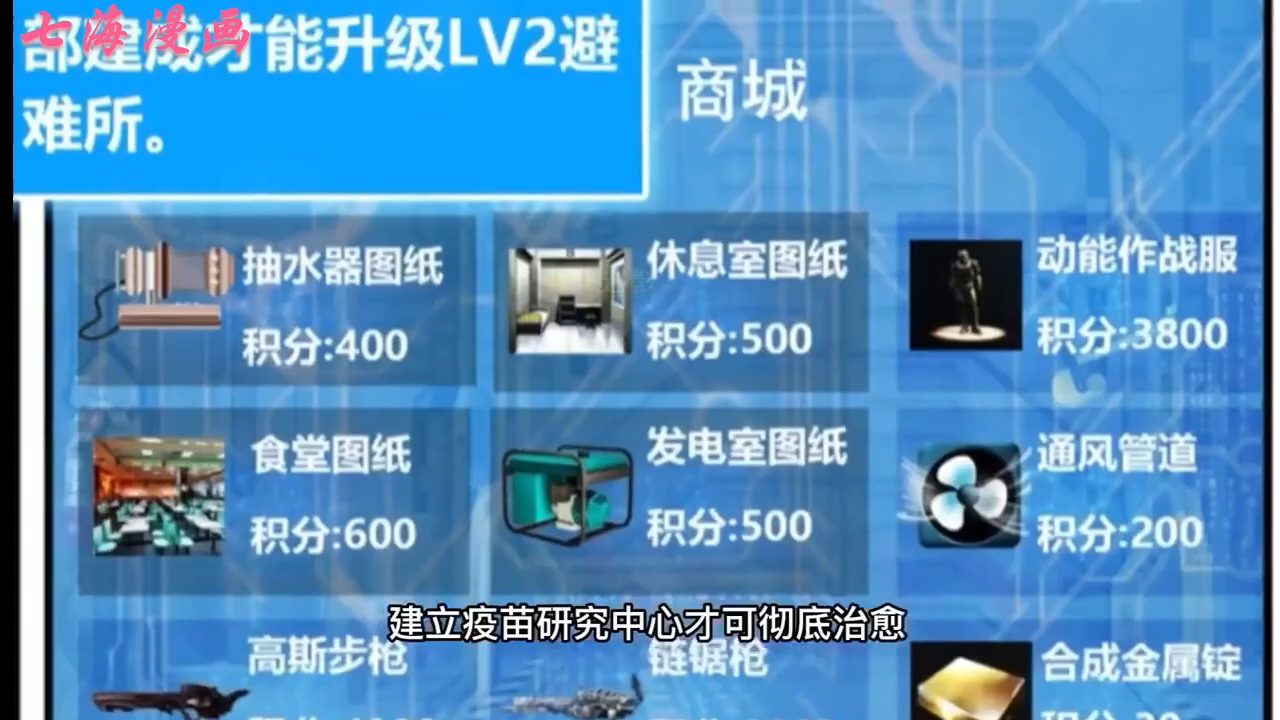 七海漫画
部建成才能升级LV2避
难所。
商城
抽水器图纸
积分:400
休息室图纸
积分:500
动能作战服
积分:3800
食堂图纸
积分:600
发电室图纸
积分:500
通风管道
积分:200
建立疫苗研究中心才可彻底治愈
高斯步枪
链锯枪
合成金属锭